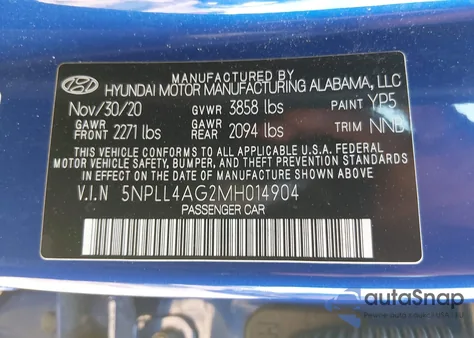 MANUFACTURED BY
HYUNDAI MOTOR MANUFACTURING ALABAMA, LLC
Nov/30/20 GVWR 3858 lbs PAINT YP5
GAWR FRONT 2271 lbs GAWR REAR 2094 lbs TRIM NNB
THIS VEHICLE CONFORMS TO ALL APPLICABLE U.S.A. FEDERAL
MOTOR VEHICLE SAFETY, BUMPER, AND THEFT PREVENTION STANDARDS
IN EFFECT ON THE DATE OF MANUFACTURE SHOWN ABOVE.
V.I.N 5NPLL4AG2MH014904
PASSENGER CAR
autoSnap